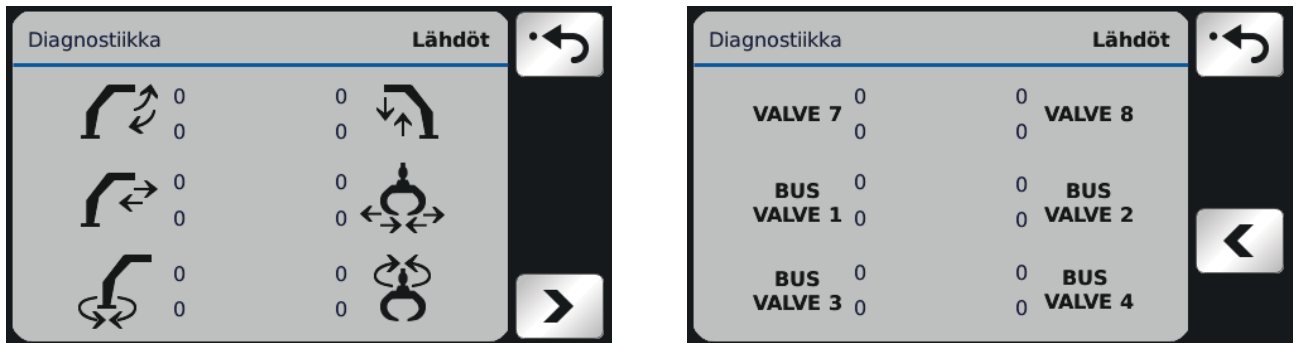 Diagnostiikka Lähdöt
0 0
0 0
0 0
0 0
0 0
0 0
Diagnostiikka Lähdöt
VALVE 7 0 0 VALVE 8
0 0
BUS 0 0 BUS
VALVE 1 0 0 VALVE 2
BUS 0 0 BUS
VALVE 3 0 0 VALVE 4